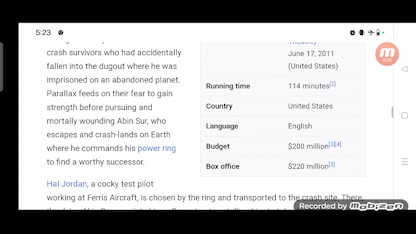 5:23
crash survivors who had accidentally
fallen into the dugout where he was
imprisoned on an abandoned planet.
Parallax feeds on their fear to gain
strength before pursuing and
mortally wounding Abin Sur, who
escapes and crash-lands on Earth
where he commands his power ring
to find a worthy successor.
Hal Jordan, a cocky test pilot
working at Ferris Aircraft, is chosen by the ring and transported to the crash site. There
June 17, 2011
(United States)
Running time 114 minutes[2]
Country United States
Language English
Budget $200 million[3][4]
Box office $220 million[3]
Recorded by Mobizen